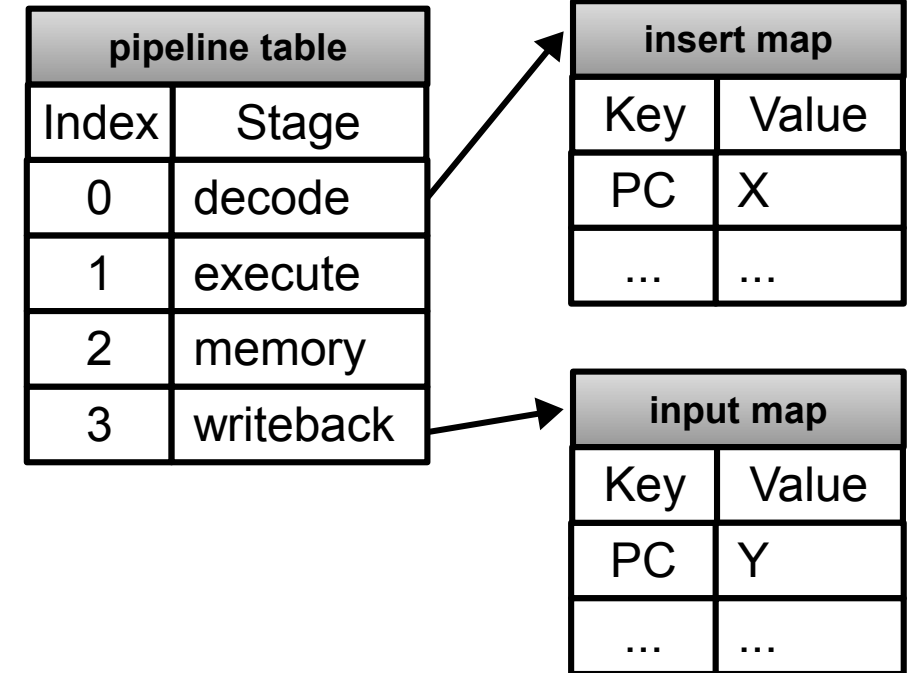 pipeline table
Index Stage
0 decode
1 execute
2 memory
3 writeback
insert map
Key Value
PC X
... ...
input map
Key Value
PC Y
... ...